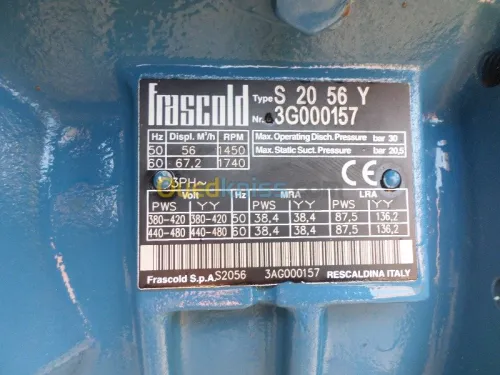 frascold Type S 20 56 Y
Nr. 3G000157
Hz Displ. M³/h RPM
50 56 1450
60 67,2 1740
Max. Operating Disch. Pressure bar 30
Max. Static Suct. Pressure bar 20,5
3PH~
CE
Volt MRA LRA
PWS YY PWS YY PWS YY
380-420 380-420 50 38,4 38,4 87,5 136,2
440-480 440-480 60 38,4 38,4 87,5 136,2
Frascold S.p.A S2056 3AG000157 RESCALDINA ITALY